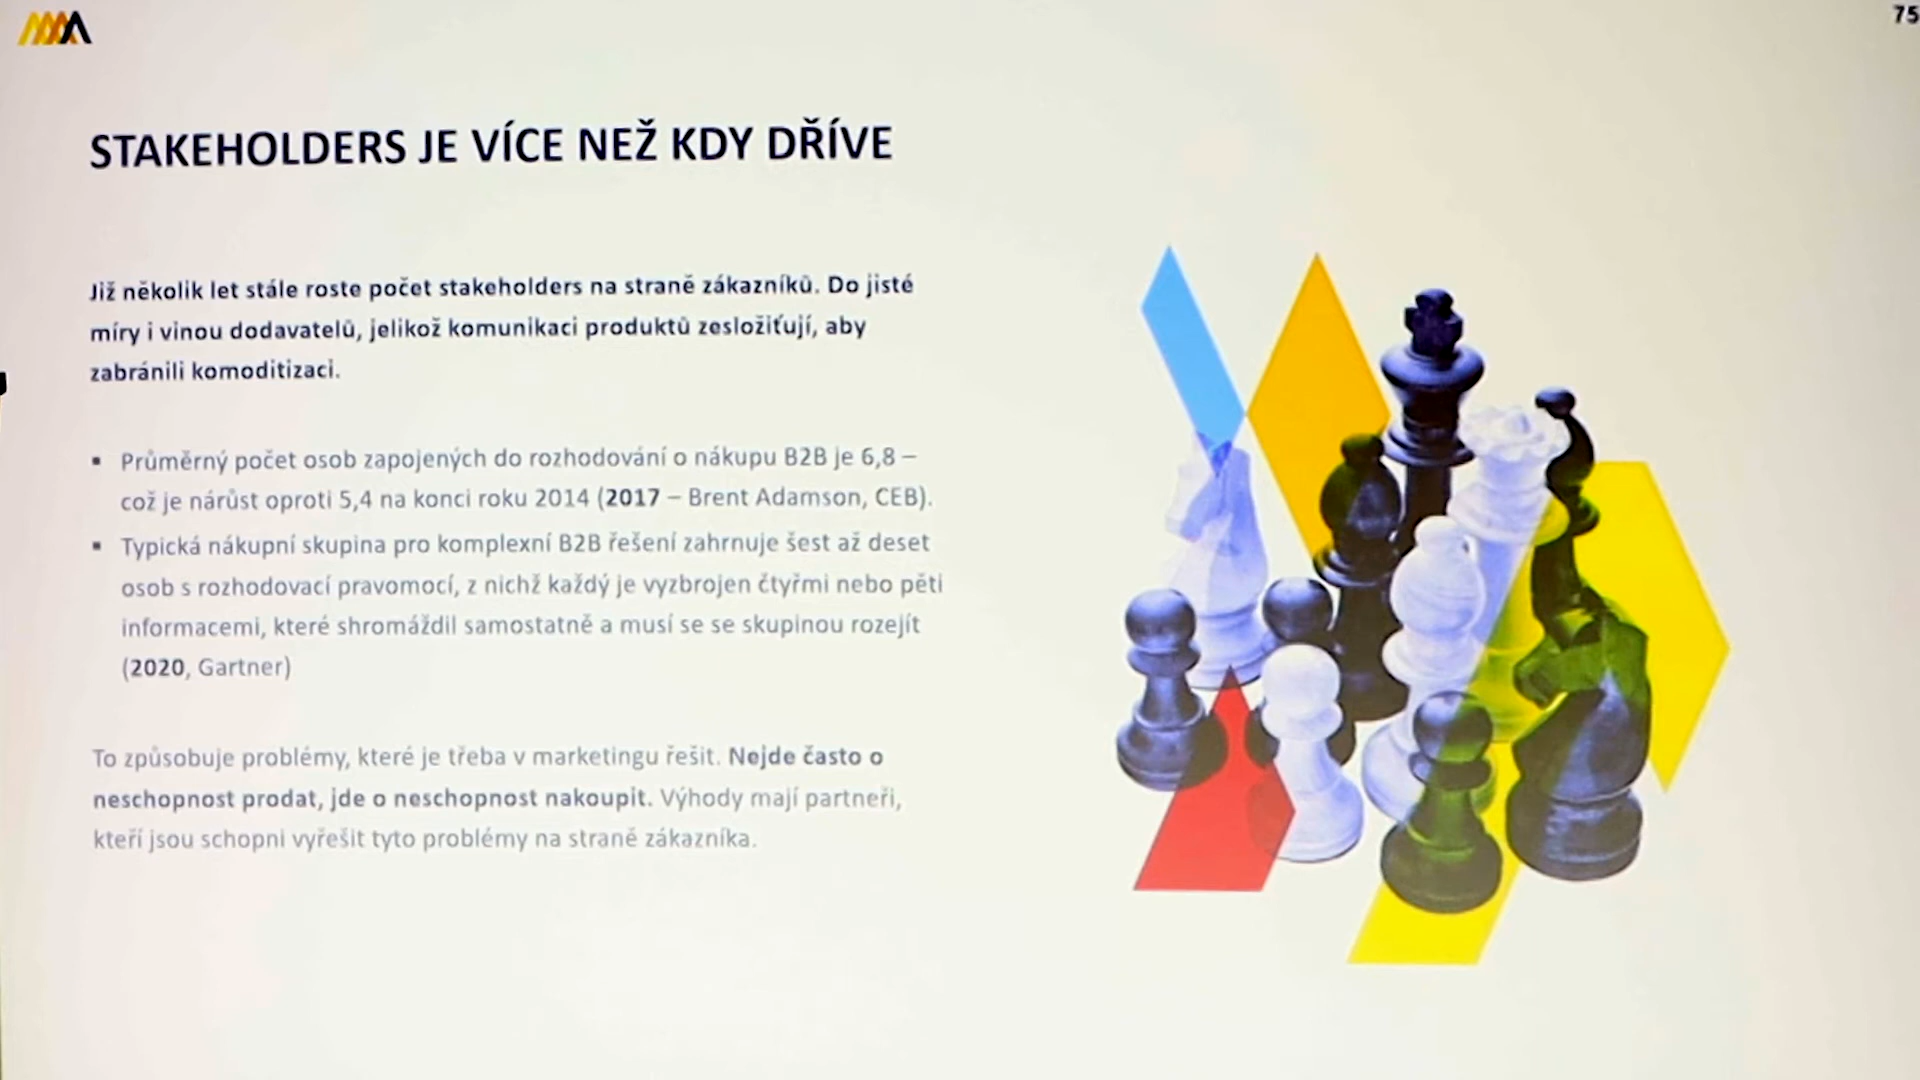 75
STAKEHOLDERS JE VÍCE NEŽ KDY DŘÍVE
Již několik let stále roste počet stakeholders na straně zákazníků. Do jisté
míry i vinou dodavatelů, jelikož komunikaci produktů zesložiťují, aby
zabránili komoditizaci.
▪ Průměrný počet osob zapojených do rozhodování o nákupu B2B je 6,8 –
což je nárůst oproti 5,4 na konci roku 2014 (2017 – Brent Adamson, CEB).
▪ Typická nákupní skupina pro komplexní B2B řešení zahrnuje šest až deset
osob s rozhodovací pravomocí, z nichž každý je vyzbrojen čtyřmi nebo pěti
informacemi, které shromáždil samostatně a musí se se skupinou rozejít
(2020, Gartner)
To způsobuje problémy, které je třeba v marketingu řešit. Nejde často o
neschopnost prodat, jde o neschopnost nakoupit. Výhody mají partneři,
kteří jsou schopni vyřešit tyto problémy na straně zákazníka.